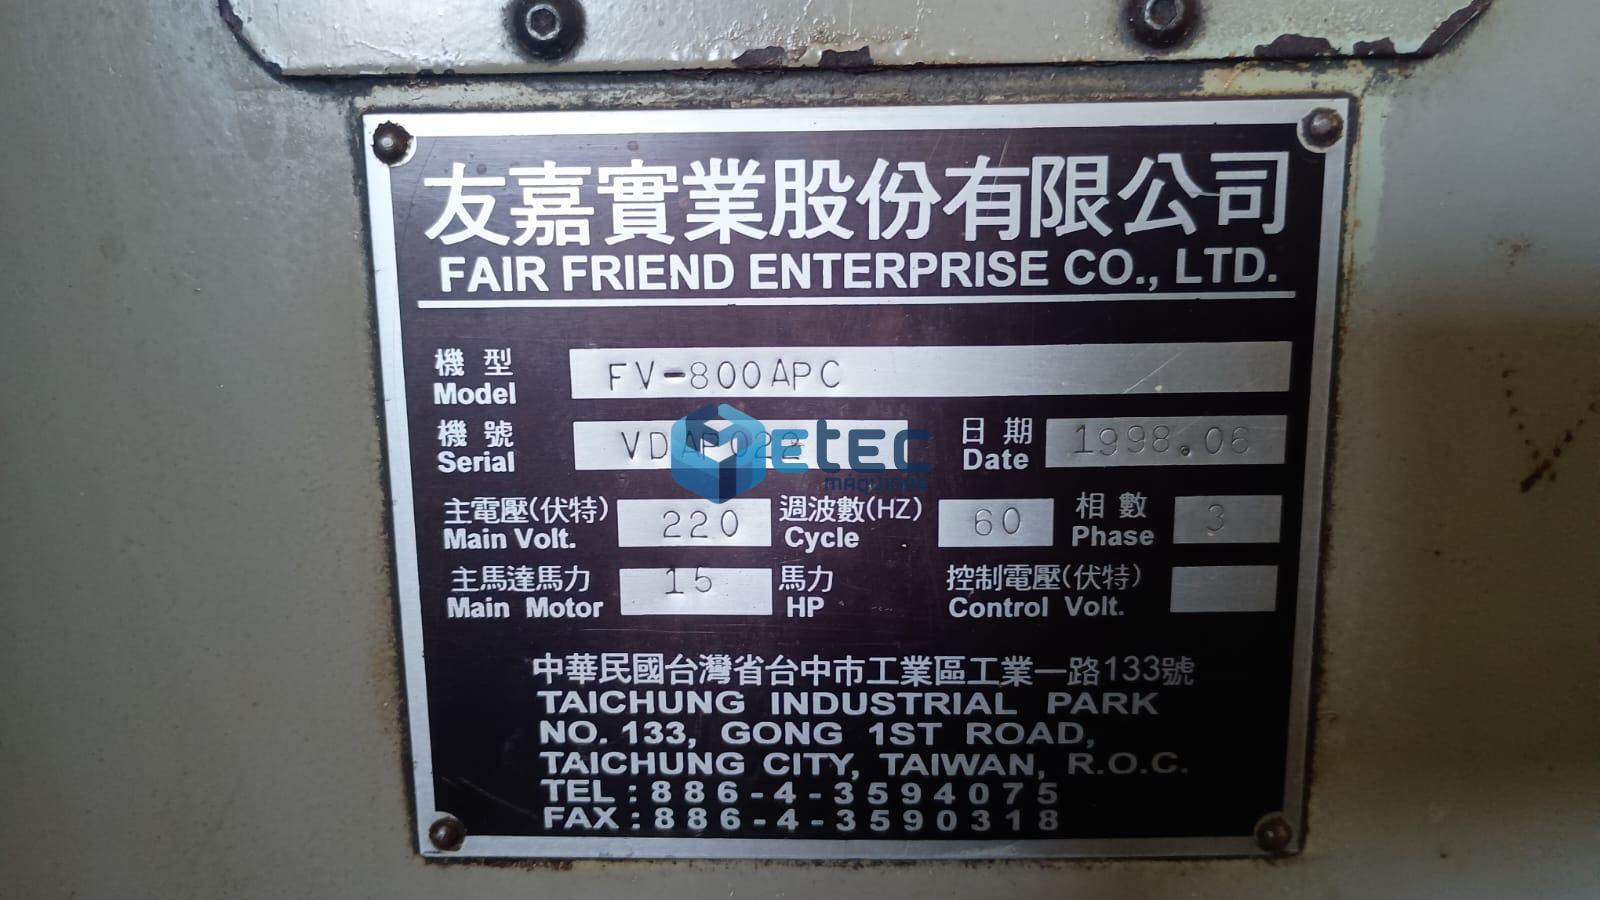 友嘉實業股份有限公司
FAIR FRIEND ENTERPRISE CO., LTD.
機型 FV-800APC
Model
機號 日期 1998.06
Serial Date
METEC
MÁQUINAS
主電壓(伏特) 220 週波數(HZ) 60 相數 3
Main Volt. Cycle Phase
主馬達馬力 15 馬力 控制電壓(伏特)
Main Motor HP Control Volt.
中華民國台灣省台中市工業區工業一路133號
TAICHUNG INDUSTRIAL PARK
NO. 133, GONG 1ST ROAD,
TAICHUNG CITY, TAIWAN, R.O.C.
TEL : 886-4-3594075
FAX : 886-4-3590318